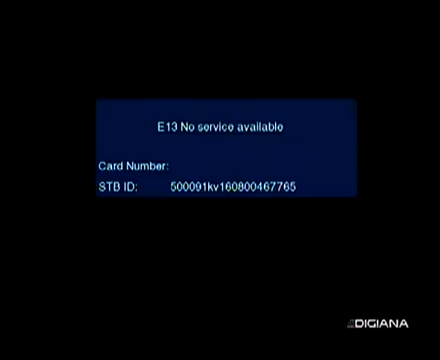 E13 No service available
Card Number:
STB ID: 500091kv160800467765
DIGIANA